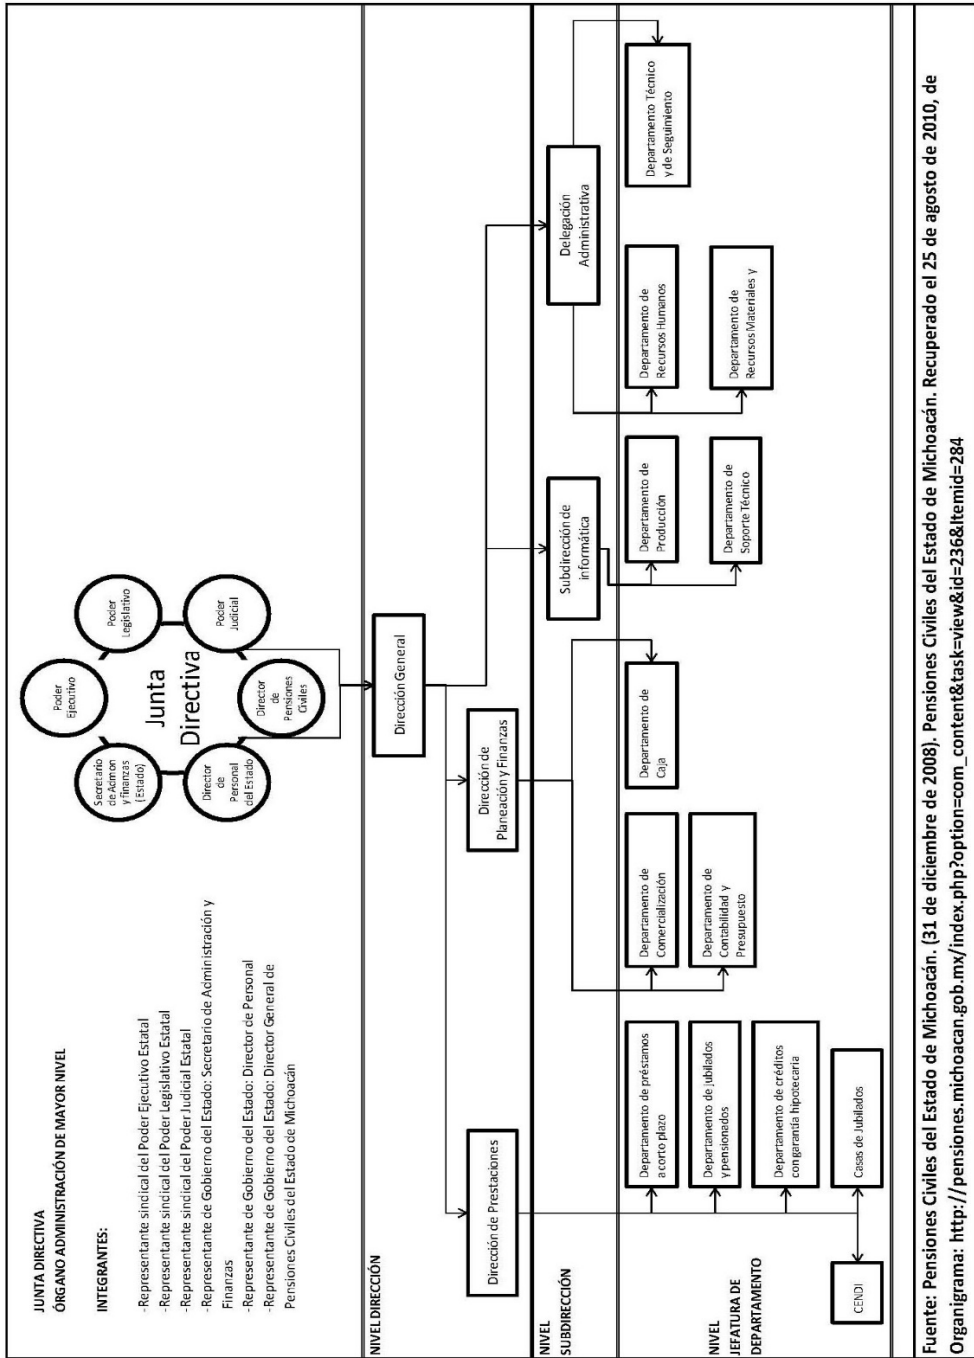 JUNTA DIRECTIVA
ÓRGANO ADMINISTRACIÓN DE MAYOR NIVEL
INTEGRANTES:
-Representante sindical del Poder Ejecutivo Estatal
-Representante sindical del Poder Legislativo Estatal
-Representante sindical del Poder Judicial Estatal
-Representante de Gobierno del Estado: Secretario de Administración y
Finanzas
-Representante de Gobierno del Estado: Director de Personal
-Representante de Gobierno del Estado: Director General de
Pensiones Civiles del Estado de Michoacán
Poder
Ejecutivo
Secretario
de Admon
y finanzas
(Estado)
Poder
Legislativo
Junta
Directiva
Director
de
Personal
del Estado
Poder
Judicial
Director
de
Pensiones
Civiles
NIVEL DIRECCIÓN
Dirección General
Dirección de Prestaciones
Dirección de
Planeación y Finanzas
NIVEL
SUBDIRECCIÓN
Subdirección de
informática
Delegación
Administrativa
NIVEL
JEFATURA DE
DEPARTAMENTO
Departamento de préstamos
a corto plazo
Departamento de jubilados
y pensionados
Departamento de créditos
con garantía hipotecaria
Casas de Jubilados
CENDI
Departamento de
Comercialización
Departamento de
Contabilidad y
Presupuesto
Departamento de
Caja
Departamento de
Producción
Departamento de
Soporte Técnico
Departamento de
Recursos Humanos
Departamento de
Recursos Materiales y
Departamento Técnico
y de Seguimiento
Fuente: Pensiones Civiles del Estado de Michoacán. (31 de diciembre de 2008). Pensiones Civiles del Estado de Michoacán. Recuperado el 25 de agosto de 2010, de
Organigrama: http://pensiones.michoacan.gob.mx/index.php?option=com_content&task=view&id=236&Itemid=284